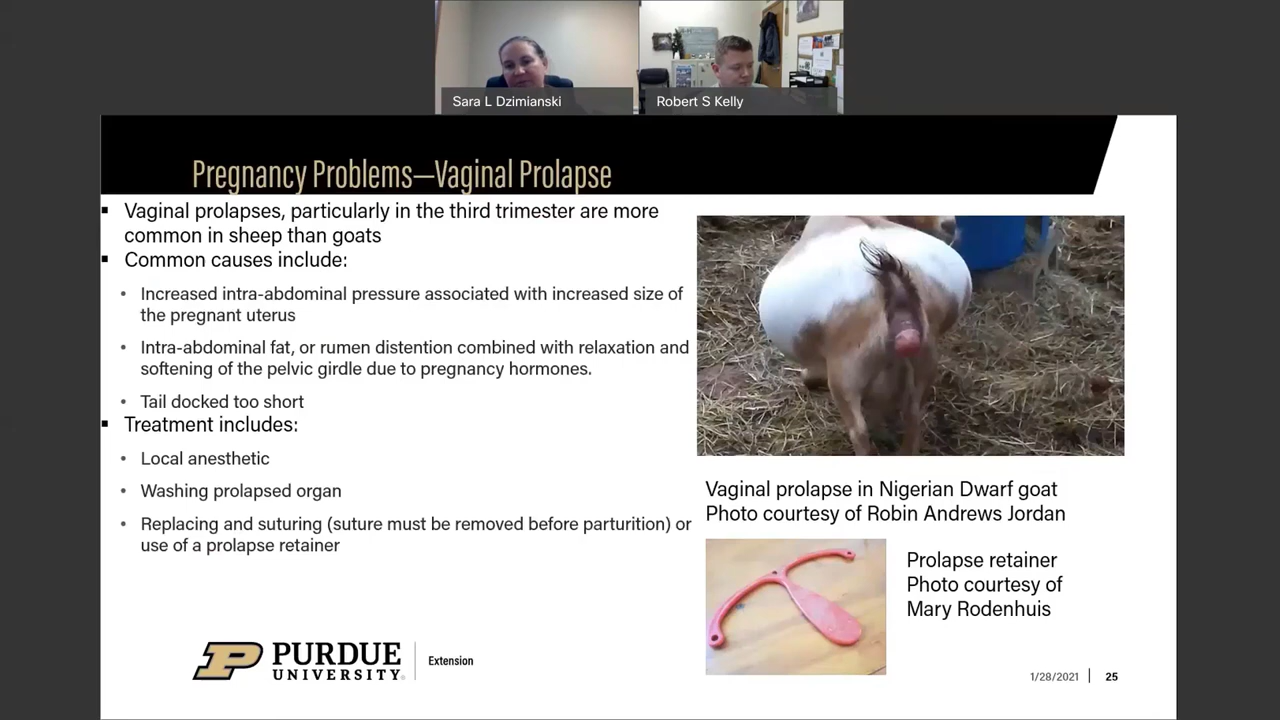 Sara L Dzimianski
Robert S Kelly
Pregnancy Problems—Vaginal Prolapse
▪ Vaginal prolapses, particularly in the third trimester are more
common in sheep than goats
▪ Common causes include:
• Increased intra-abdominal pressure associated with increased size of
the pregnant uterus
• Intra-abdominal fat, or rumen distention combined with relaxation and
softening of the pelvic girdle due to pregnancy hormones.
• Tail docked too short
▪ Treatment includes:
• Local anesthetic
• Washing prolapsed organ
• Replacing and suturing (suture must be removed before parturition) or
use of a prolapse retainer
Vaginal prolapse in Nigerian Dwarf goat
Photo courtesy of Robin Andrews Jordan
Prolapse retainer
Photo courtesy of
Mary Rodenhuis
PURDUE
UNIVERSITY®
Extension
1/28/2021 | 25